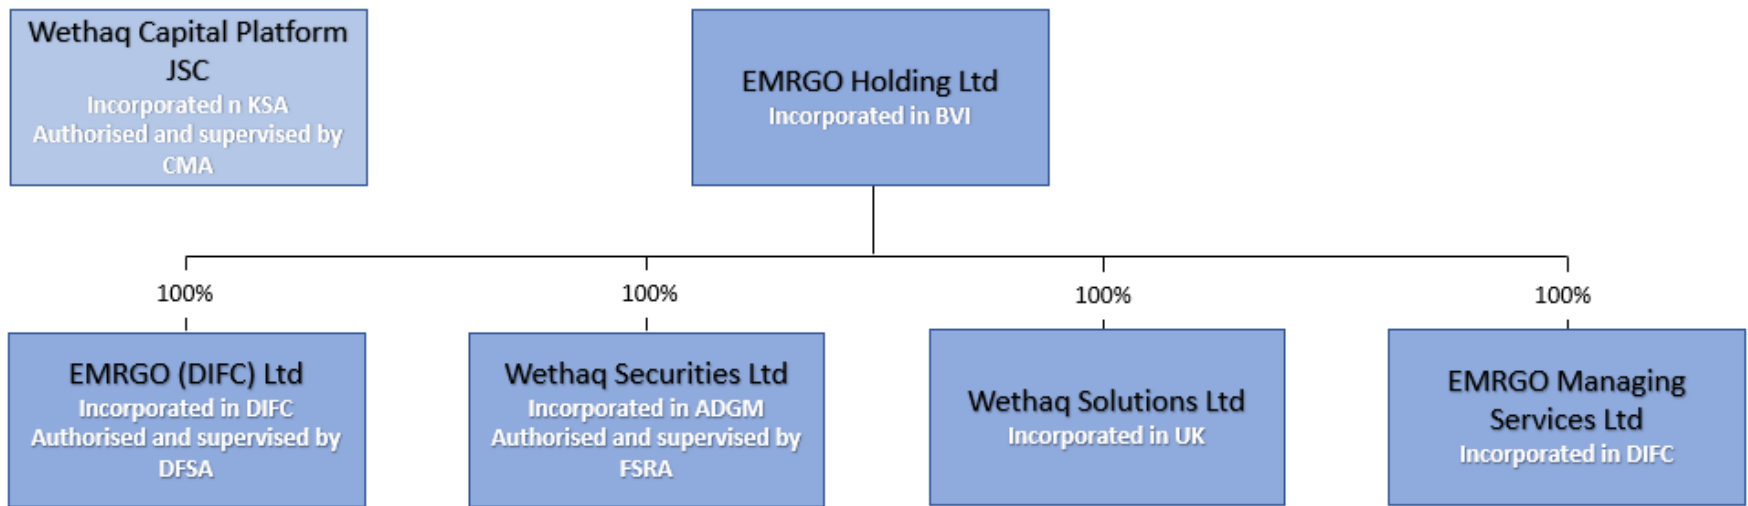 Wethaq Capital Platform
JSC
Incorporated n KSA
Authorised and supervised by
CMA
EMRGO Holding Ltd
Incorporated in BVI
100%
100%
100%
100%
EMRGO (DIFC) Ltd
Incorporated in DIFC
Authorised and supervised by
DFSA
Wethaq Securities Ltd
Incorporated in ADGM
Authorised and supervised by
FSRA
Wethaq Solutions Ltd
Incorporated in UK
EMRGO Managing
Services Ltd
Incorporated in DIFC